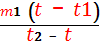 m1 (t − t1)
t2 − t